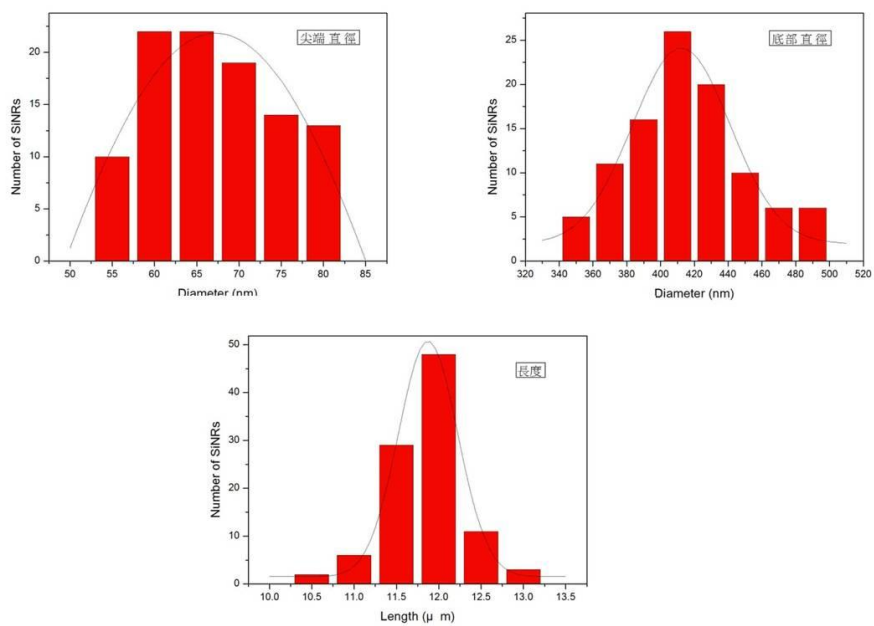 尖端直徑
Number of SiNRs
20
15
10
5
0
50 55 60 65 70 75 80 85
Diameter (nm)
底部直徑
Number of SiNRs
25
20
15
10
5
0
320 340 360 380 400 420 440 460 480 500 520
Diameter (nm)
長度
Number of SiNRs
50
40
30
20
10
0
10.0 10.5 11.0 11.5 12.0 12.5 13.0 13.5
Length (μ m)